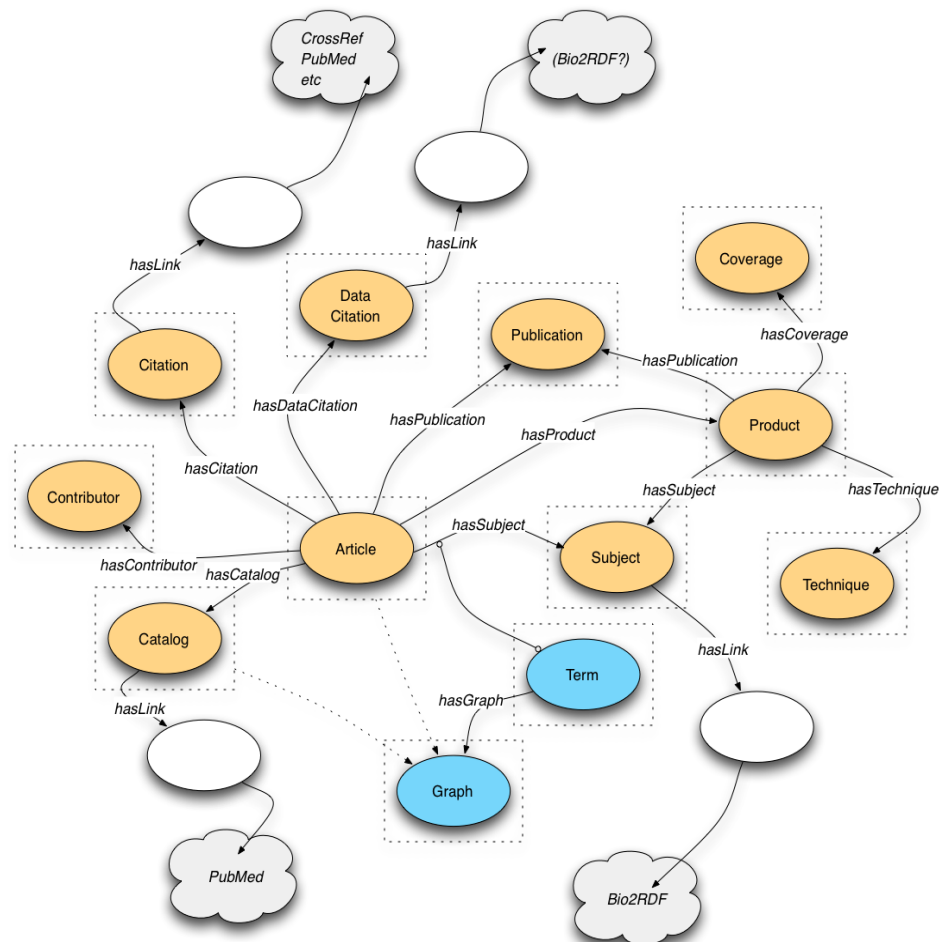 CrossRef
PubMed
etc
(Bio2RDF?)
hasLink
hasLink
Coverage
Data
Citation
Publication
hasCoverage
Citation
hasPublication
hasDataCitation
hasPublication
Product
hasProduct
hasCitation
Contributor
hasSubject
hasTechnique
hasSubject
Article
Subject
hasContributor
hasCatalog
Technique
Catalog
hasLink
Term
hasGraph
hasLink
Graph
PubMed
Bio2RDF